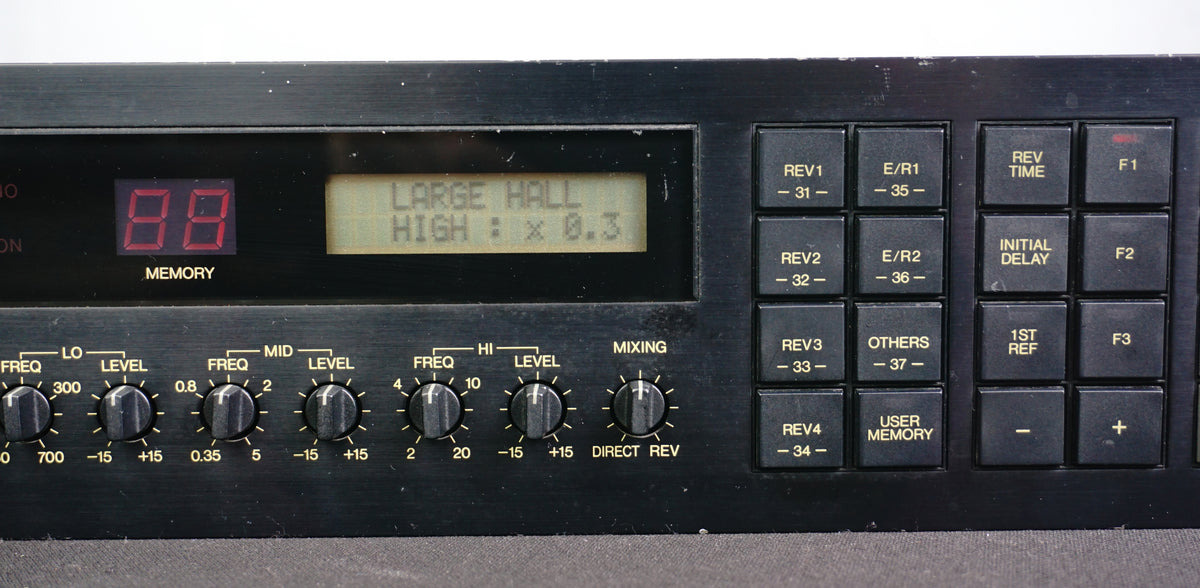 ON
88
MEMORY
LARGE HALL
HIGH : x 0.3
LO
FREQ
LEVEL
300
700
-15
+15
MID
FREQ
LEVEL
0.8
2
0.35
5
-15
+15
HI
FREQ
LEVEL
4
10
2
20
-15
+15
MIXING
DIRECT
REV
REV1
- 31 -
E/R1
- 35 -
REV2
- 32 -
E/R2
- 36 -
REV3
- 33 -
OTHERS
- 37 -
REV4
- 34 -
USER
MEMORY
REV
TIME
F1
INITIAL
DELAY
F2
1ST
REF
F3
-
+